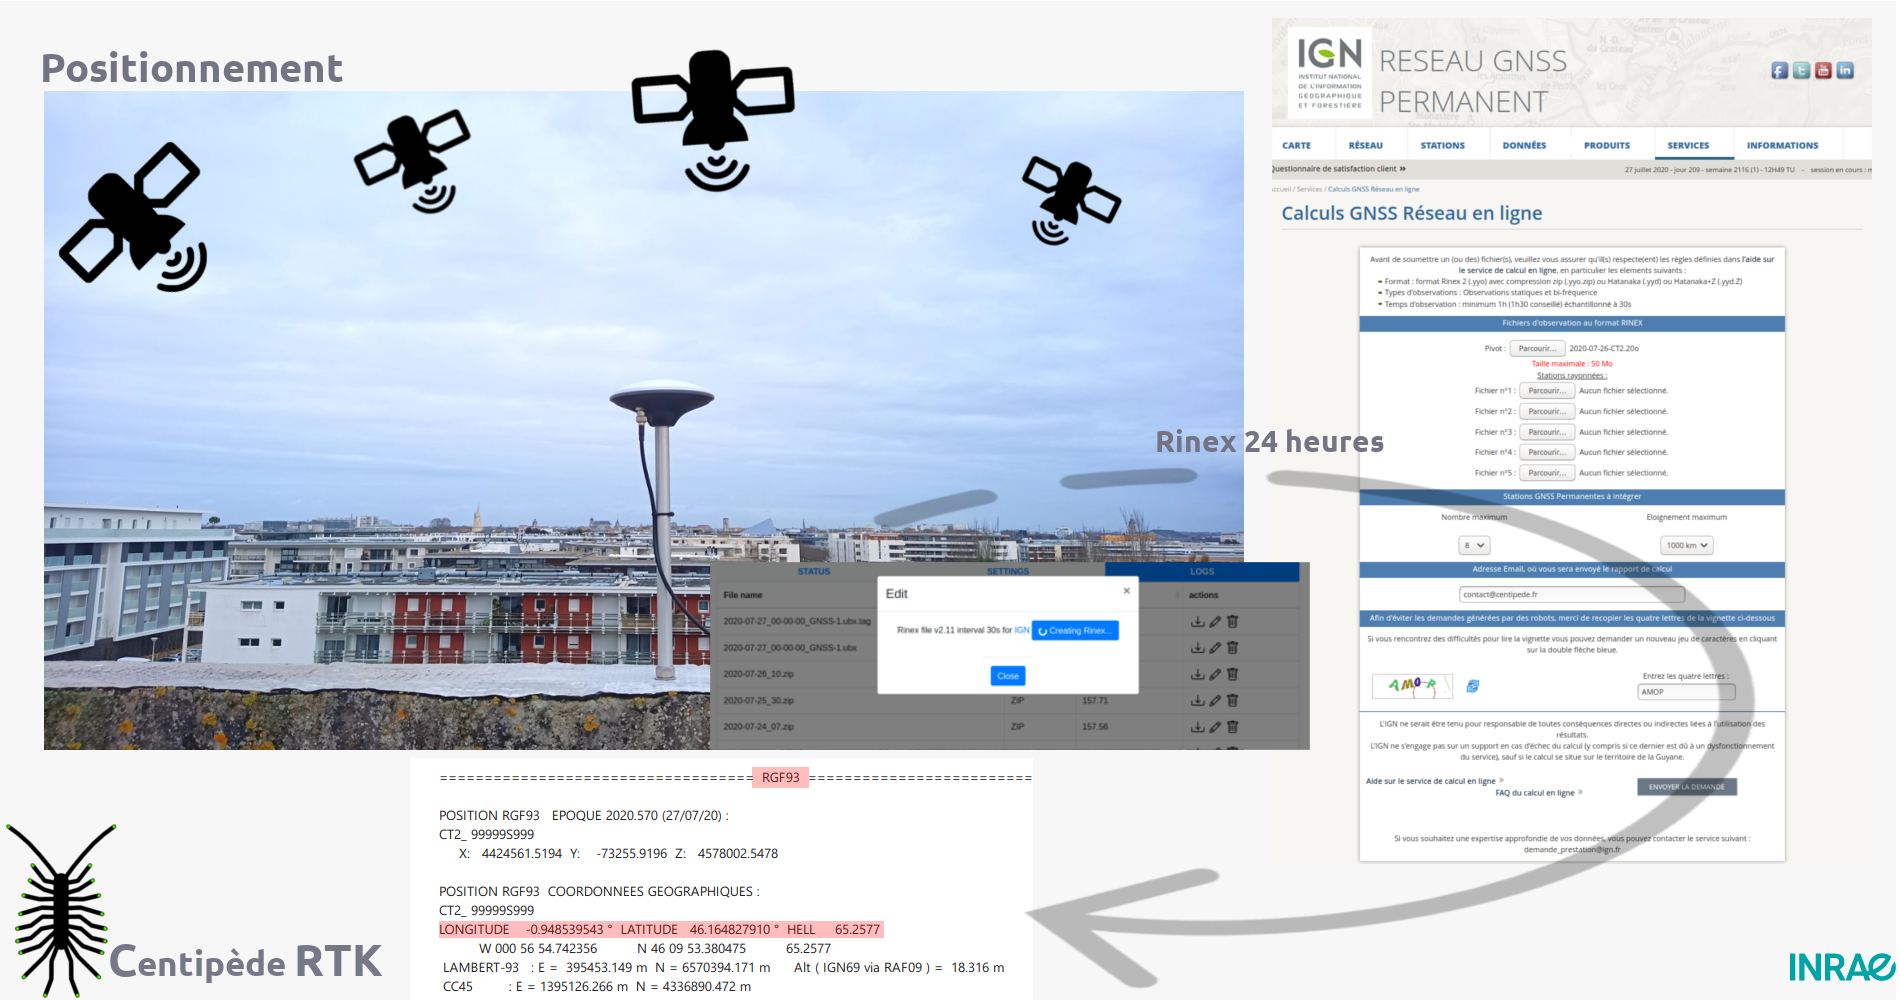 Positionnement
IGN
INSTITUT NATIONAL
DE L'INFORMATION
GÉOGRAPHIQUE
ET FORESTIÈRE
RESEAU GNSS
PERMANENT
CARTE RÉSEAU STATIONS DONNÉES PRODUITS SERVICES INFORMATIONS
Questionnaire de satisfaction client »
27 juillet 2020 - jour 209 - semaine 2116 (1) - 12H49 TU - session en cours :
/ Services / Calculs GNSS Réseau en ligne
Calculs GNSS Réseau en ligne
Avant de soumettre un (ou des) fichier(s), veuillez vous assurer qu'il(s) respecte(ent) les règles définies dans l'aide sur
le service de calcul en ligne, en particulier les elements suivants :
Format : format Rinex 2 (.yyo) avec compression zip (.yyo.zip) ou Hatanaka (.yyd) ou Hatanaka+Z (.yyd.Z)
Types d'observations : Observations statiques et bi-fréquence
Temps d'observation : minimum 1h (1h30 conseillé) échantillonné à 30s
Fichiers d'observation au format RINEX
Pivot : Parcourir... 2020-07-26-CT2.20o
Taille maximale : 50 Mo
Stations rayonnées :
Fichier n°1 : Parcourir... Aucun fichier sélectionné.
Fichier n°2 : Parcourir... Aucun fichier sélectionné.
Fichier n°3 : Parcourir... Aucun fichier sélectionné.
Fichier n°4 : Parcourir... Aucun fichier sélectionné.
Fichier n°5 : Parcourir... Aucun fichier sélectionné.
Rinex 24 heures
Stations GNSS Permanentes à intégrer
Nombre maximum Eloignement maximum
8 1000 km
Adresse Email, où vous sera envoyé le rapport de calcul
contact@centipede.fr
Afin d'éviter les demandes générées par des robots, merci de recopier les quatre lettres de la vignette ci-dessous
Si vous rencontrez des difficultés pour lire la vignette vous pouvez demander un nouveau jeu de caractères en cliquant
sur la double flèche bleue.
AMOP
Entrez les quatre lettres :
AMOP
L'IGN ne serait être tenu pour responsable de toutes conséquences directes ou indirectes liées à l'utilisation des
résultats.
L'IGN ne s'engage pas sur un support en cas d'échec du calcul (y compris si ce dernier est dû à un dysfonctionnement
du service), sauf si le calcul se situe sur le territoire de la Guyane.
Aide sur le service de calcul en ligne »
FAQ du calcul en ligne »
ENVOYER LA DEMANDE
Si vous souhaitez une expertise approfondie de vos données, vous pouvez contacter le service suivant :
demande_prestation@ign.fr
STATUS SETTINGS LOGS
File name actions
2020-07-27_00-00-00_GNSS-1.ubx.tag
2020-07-27_00-00-00_GNSS-1.ubx
2020-07-26_10.zip
2020-07-25_30.zip ZIP 157.71
2020-07-24_07.zip ZIP 157.56
Edit ×
Rinex file v2.11 interval 30s for IGN Creating Rinex...
Close
=================================== RGF93 =========================
POSITION RGF93 EPOQUE 2020.570 (27/07/20) :
CT2_ 99999S999
X: 4424561.5194 Y: -73255.9196 Z: 4578002.5478
POSITION RGF93 COORDONNEES GEOGRAPHIQUES :
CT2_ 99999S999
LONGITUDE -0.948539543 ° LATITUDE 46.164827910 ° HELL 65.2577
W 000 56 54.742356 N 46 09 53.380475 65.2577
LAMBERT-93 : E = 395453.149 m N = 6570394.171 m Alt ( IGN69 via RAF09 ) = 18.316 m
CC45 : E = 1395126.266 m N = 4336890.472 m
Centipède RTK
INRAE